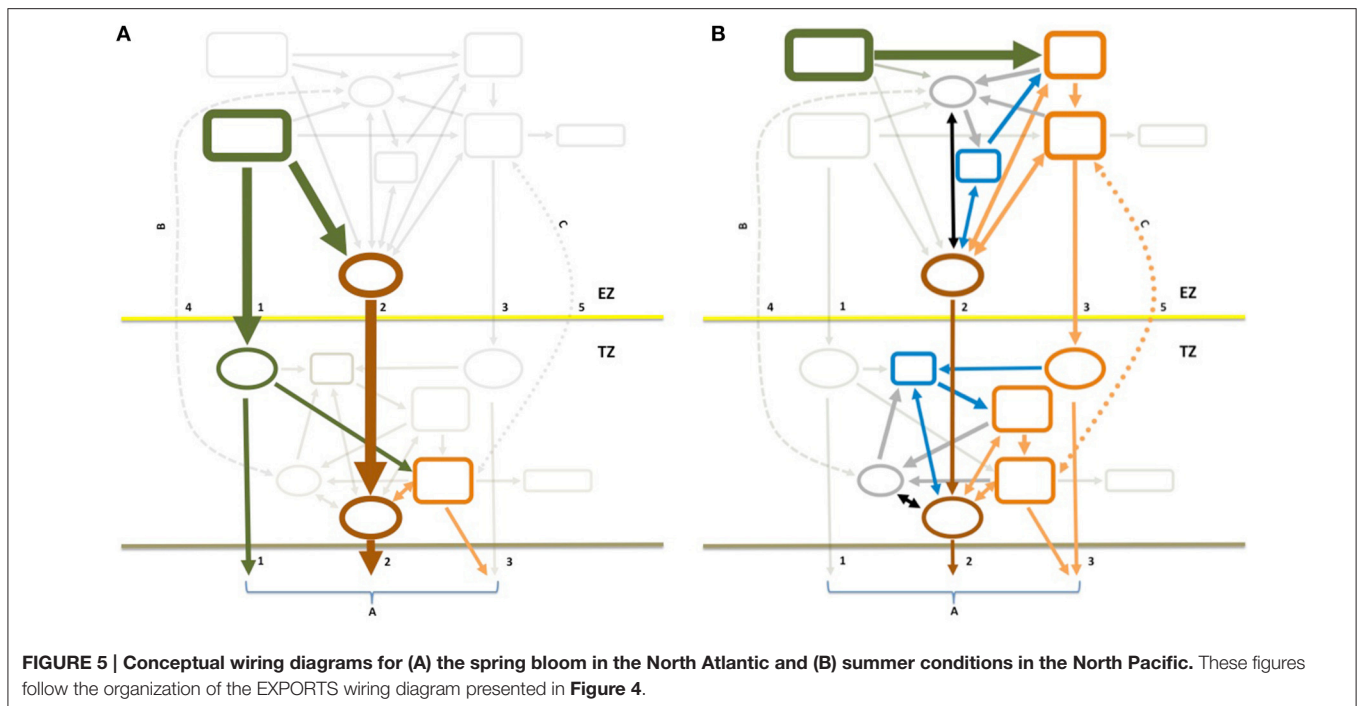 A
B
B
C
4
1
2
3
5
EZ
TZ
1
2
3
A
B
C
4
1
2
3
5
EZ
TZ
1
2
3
A
FIGURE 5 | Conceptual wiring diagrams for (A) the spring bloom in the North Atlantic and (B) summer conditions in the North Pacific. These figures
follow the organization of the EXPORTS wiring diagram presented in Figure 4.